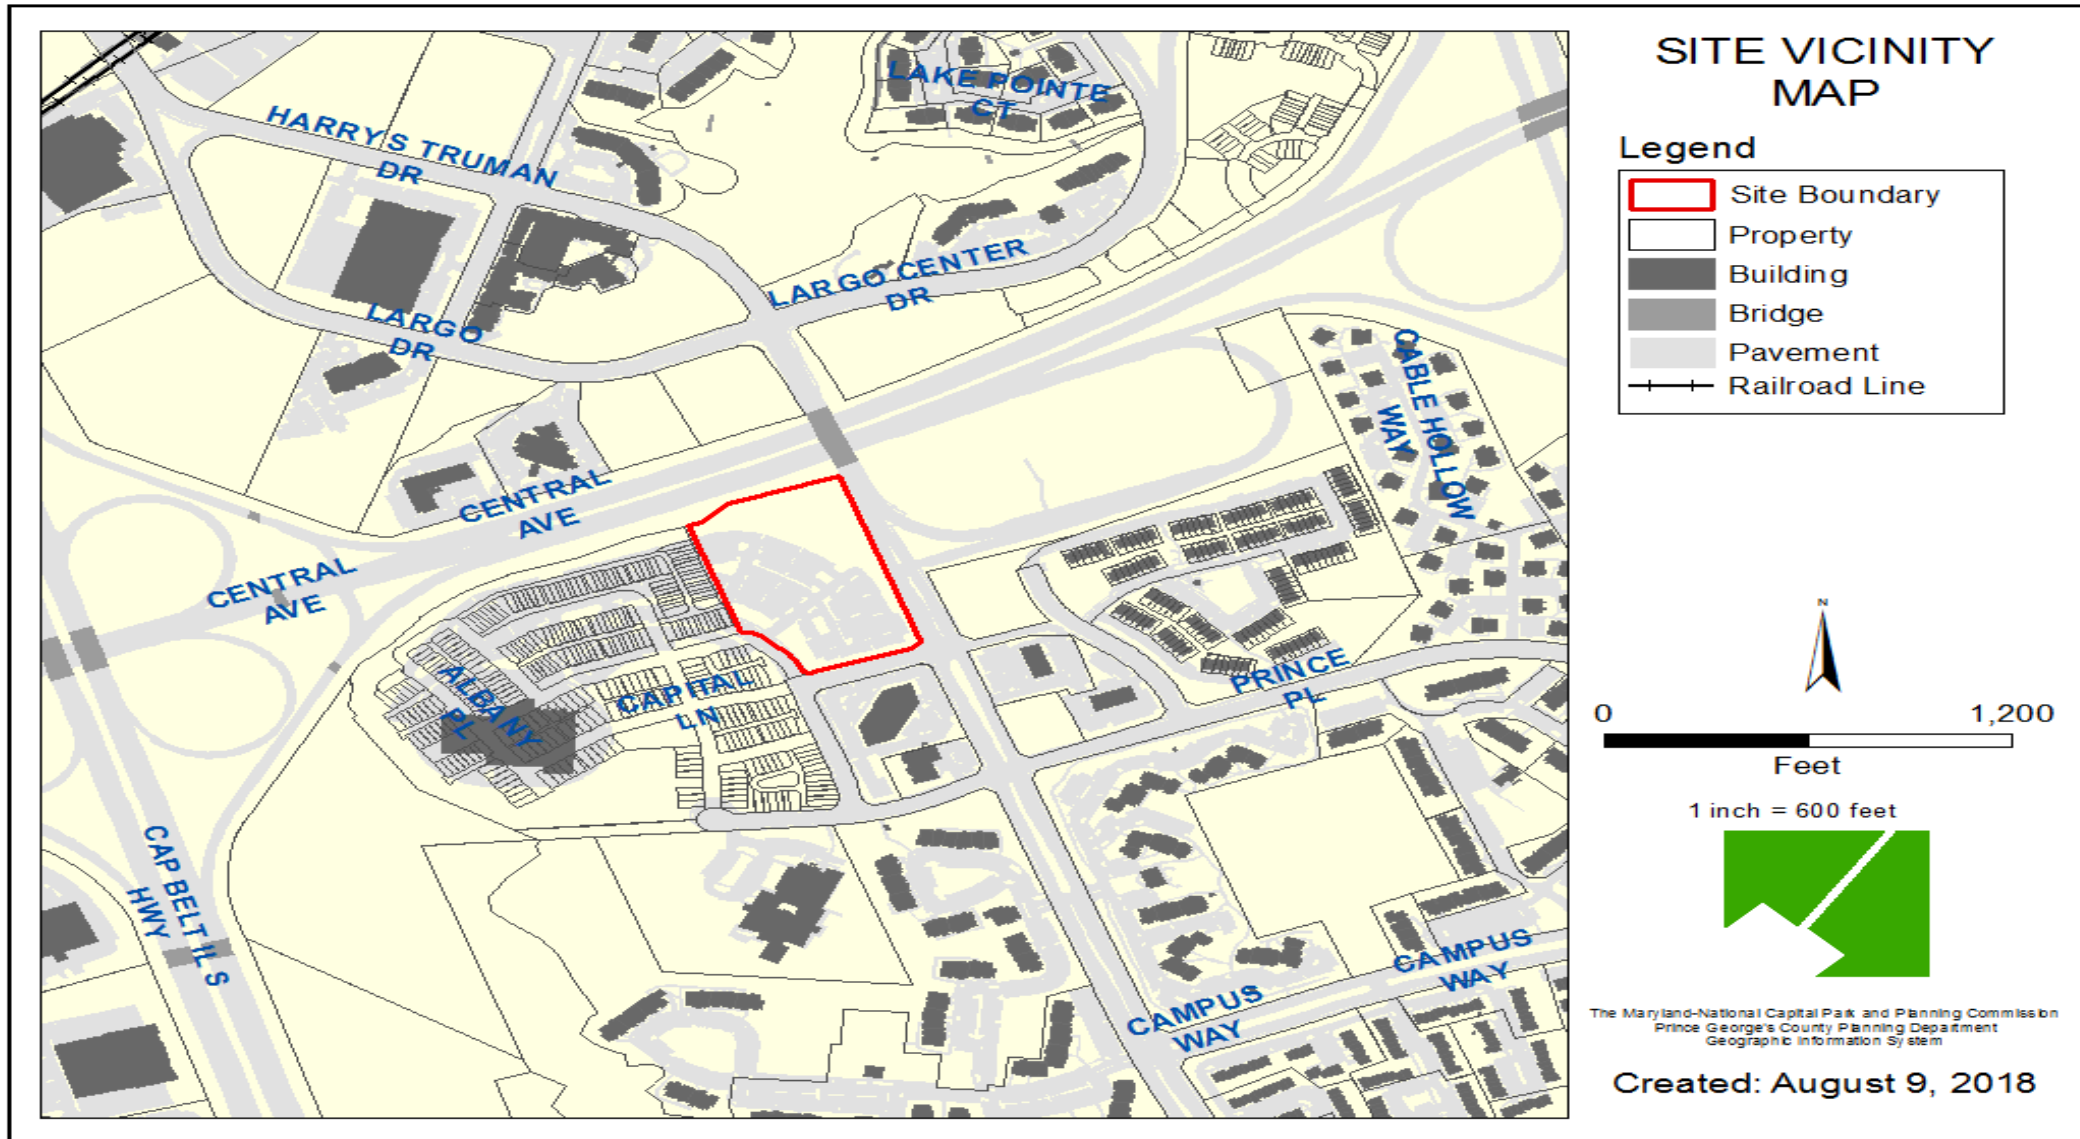 SITE VICINITY
MAP
Legend
Site Boundary
Property
Building
Bridge
Pavement
Railroad Line
N
0 1,200
Feet
1 inch = 600 feet
The Maryland-National Capital Park and Planning Commission
Prince George's County Planning Department
Geographic Information System
Created: August 9, 2018
LAKE POINTE
CT
HARRY S TRUMAN
DR
LARGO CENTER
DR
LARGO
DR
CABLE HOLLOW
WAY
CENTRAL
AVE
CENTRAL
AVE
ALBANY
PL
CAPITAL
LN
PRINCE
PL
CAP BELT IL S
HWY
CAMPUS
WAY
CAMPUS
WAY